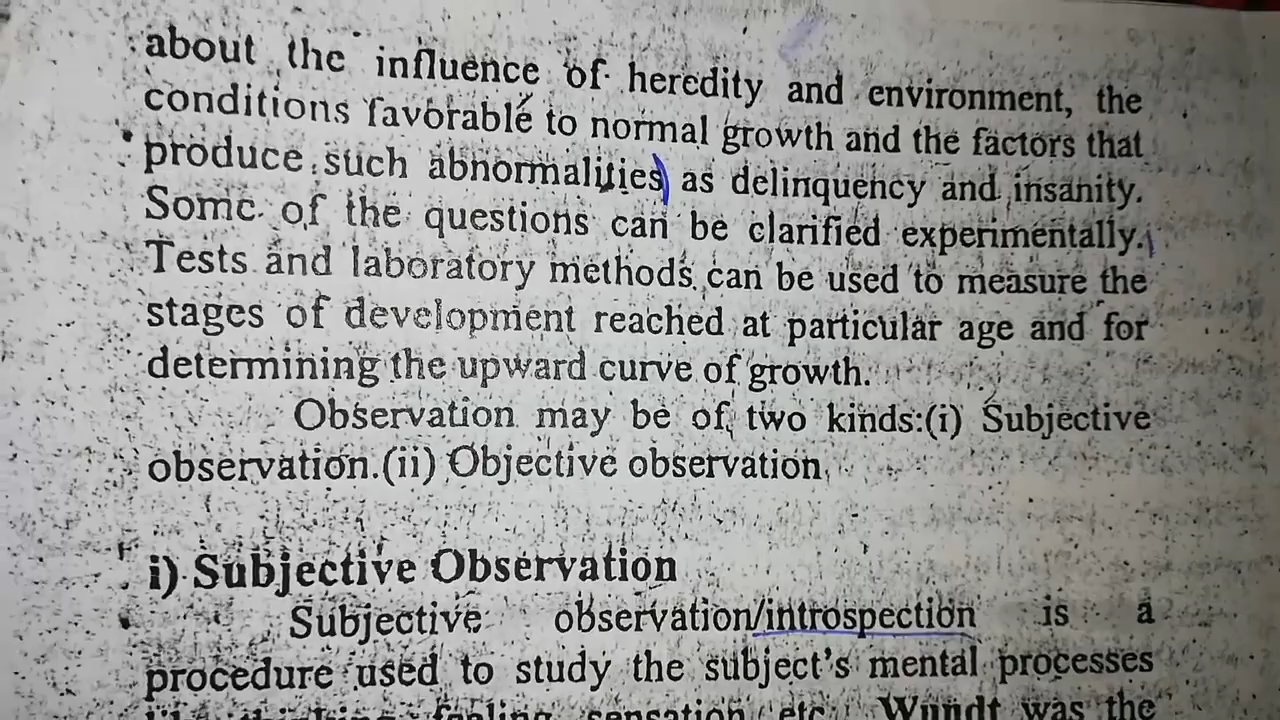 about the influence of heredity and environment, the
conditions favorable to normal growth and the factors that
produce such abnormalities) as delinquency and insanity.
Some of the questions can be clarified experimentally.
Tests and laboratory methods can be used to measure the
stages of development reached at particular age and for
determining the upward curve of growth.
Observation may be of two kinds:(i) Subjective
observation.(ii) Objective observation
i) Subjective Observation
Subjective observation/introspection is a
procedure used to study the subject's mental processes
feeling sensation etc. Wundt was the